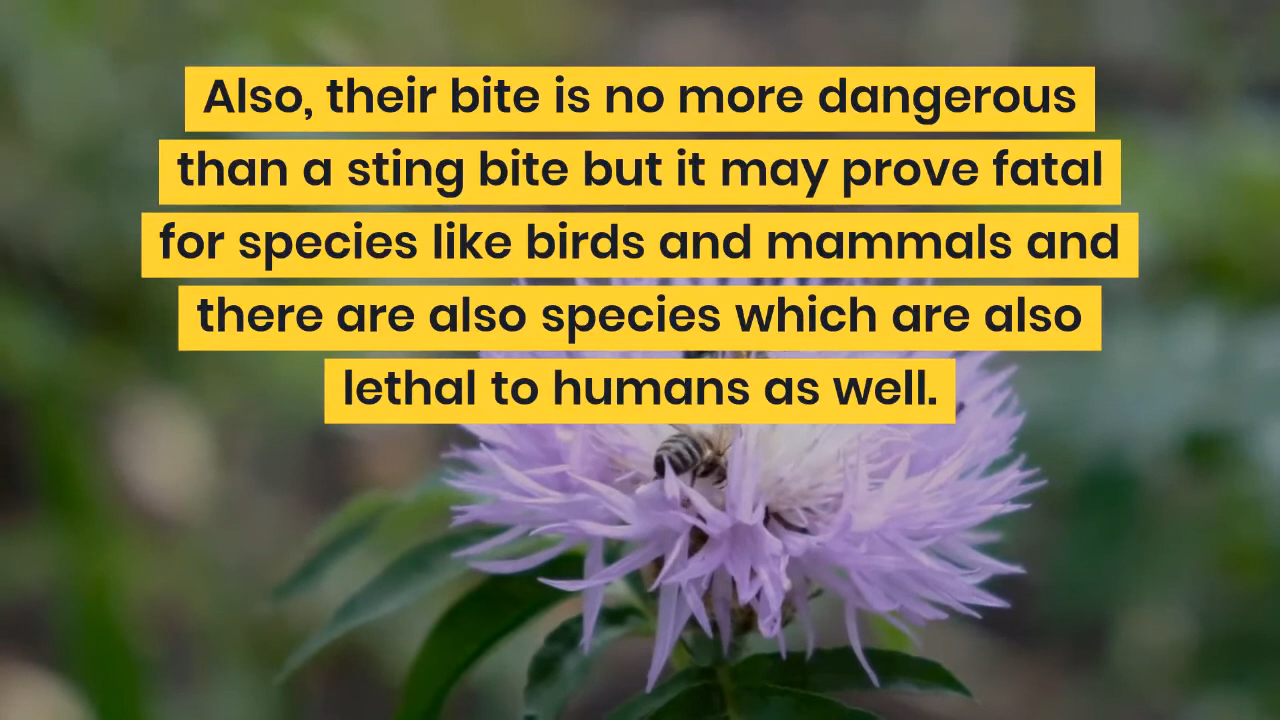 Also, their bite is no more dangerous
than a sting bite but it may prove fatal
for species like birds and mammals and
there are also species which are also
lethal to humans as well.